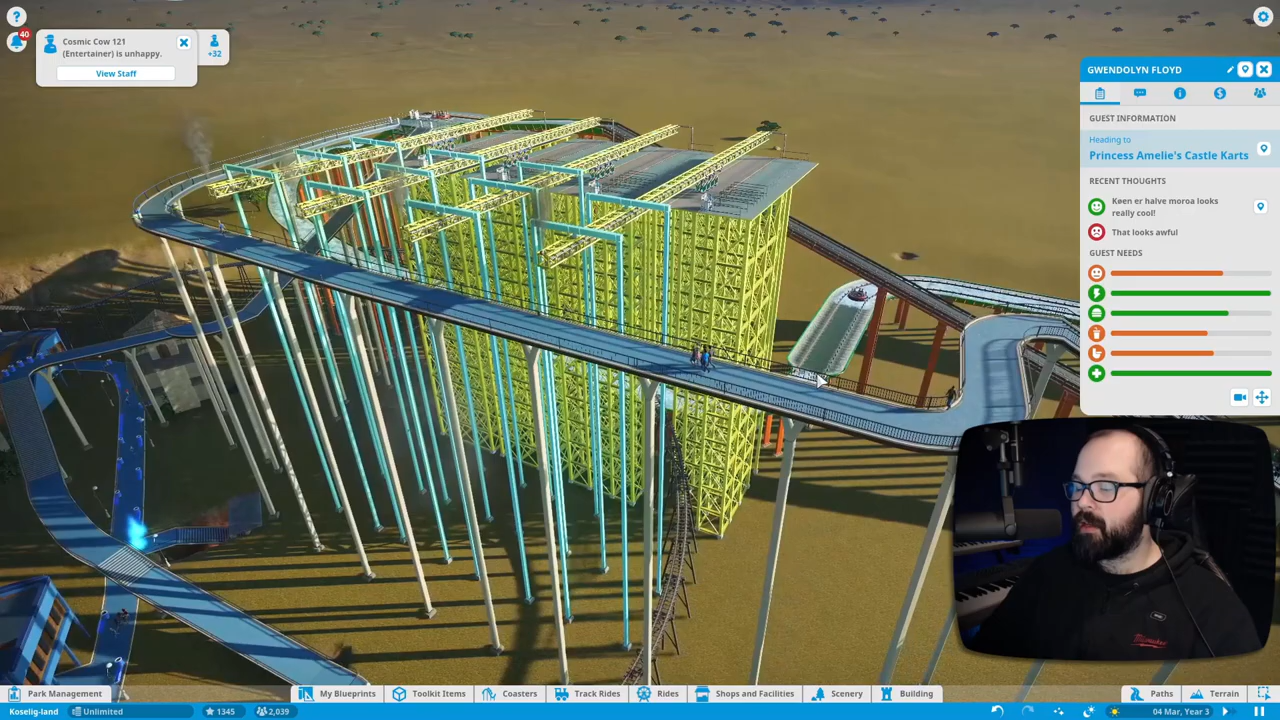 ?
40
Cosmic Cow 121
(Entertainer) is unhappy.
View Staff
+32
GWENDOLYN FLOYD
GUEST INFORMATION
Heading to
Princess Amelie's Castle Karts
RECENT THOUGHTS
Køen er halve moroa looks
really cool!
That looks awful
GUEST NEEDS
Milwaukee
Park Management
My Blueprints
Toolkit Items
Coasters
Track Rides
Rides
Shops and Facilities
Scenery
Building
Paths
Terrain
Koselig-land
Unlimited
1345
2,039
04 Mar, Year 3